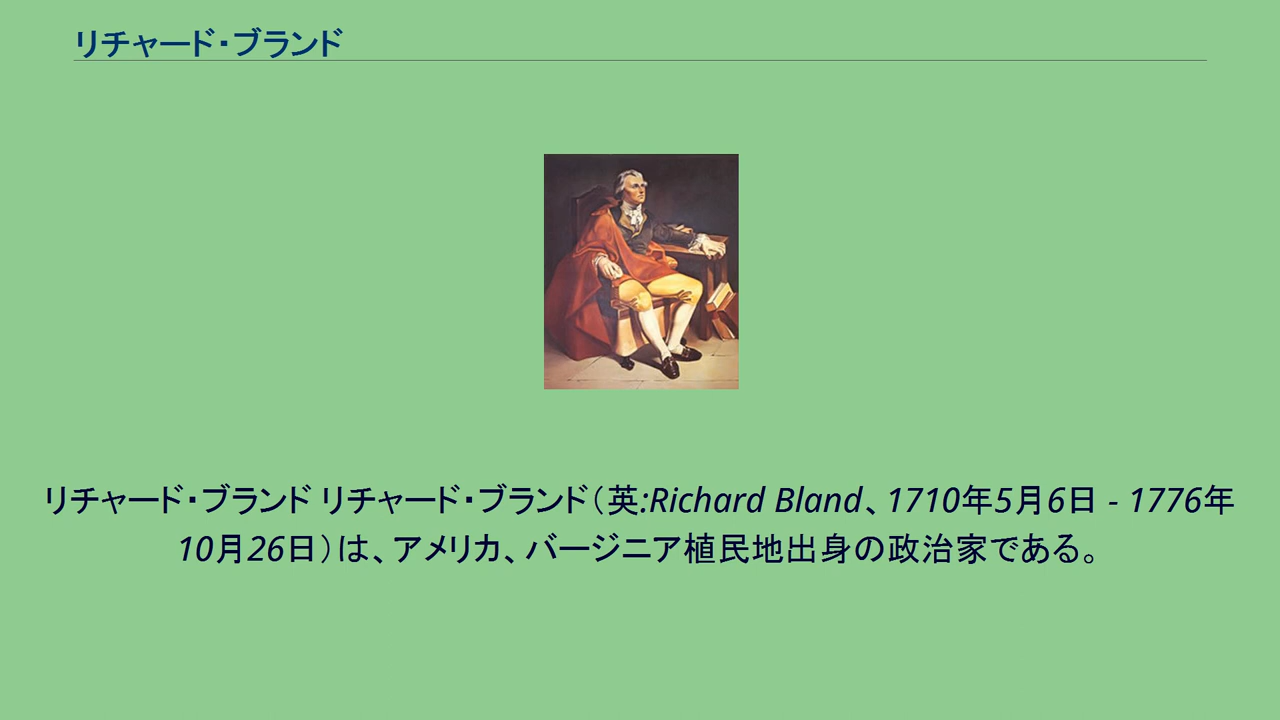 リチャード・ブランド
リチャード・ブランド リチャード・ブランド（英:Richard Bland、1710年5月6日 - 1776年
10月26日）は、アメリカ、バージニア植民地出身の政治家である。